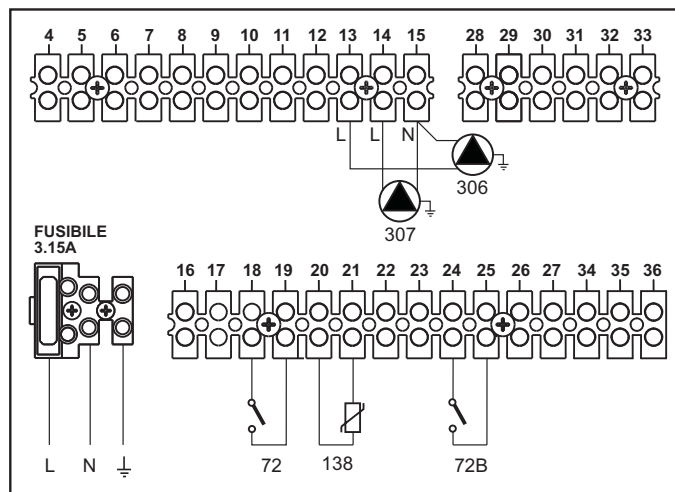 4 5 6 7 8 9 10 11 12 13 14 15 28 29 30 31 32 33
L L N
306
307
FUSIBILE
3.15A
16 17 18 19 20 21 22 23 24 25 26 27 34 35 36
L N
72 138 72B